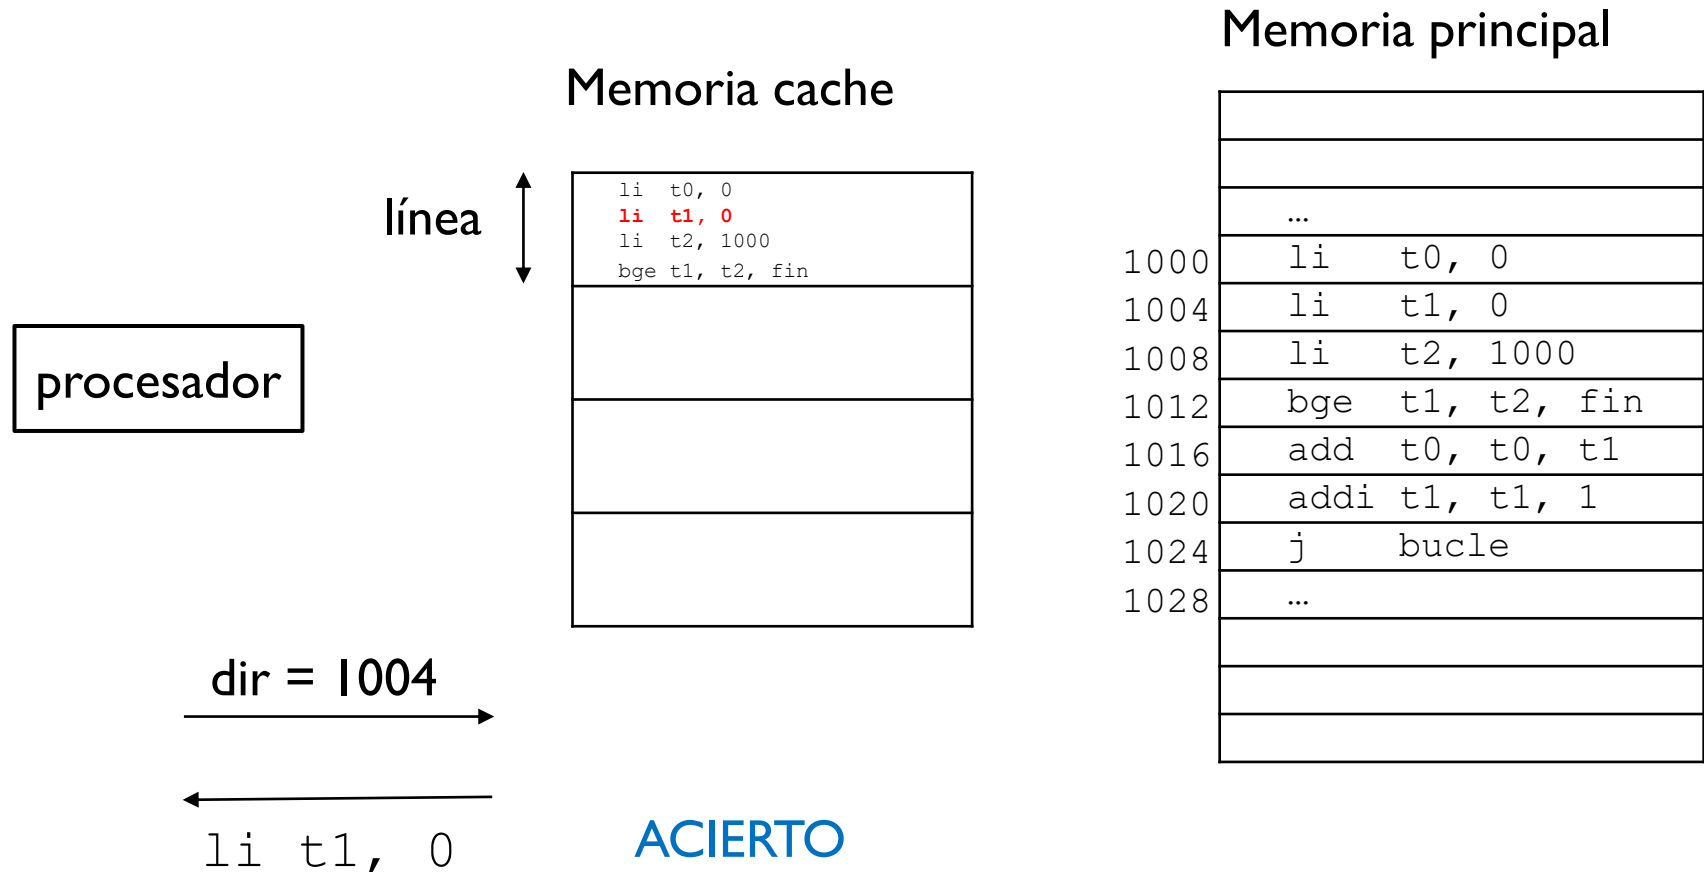 Memoria principal
Memoria cache
línea
li t0, 0
li t1, 0
li t2, 1000
bge t1, t2, fin
procesador
…
1000 li t0, 0
1004 li t1, 0
1008 li t2, 1000
1012 bge t1, t2, fin
1016 add t0, t0, t1
1020 addi t1, t1, 1
1024 j bucle
1028 …
dir = 1004
li t1, 0
ACIERTO